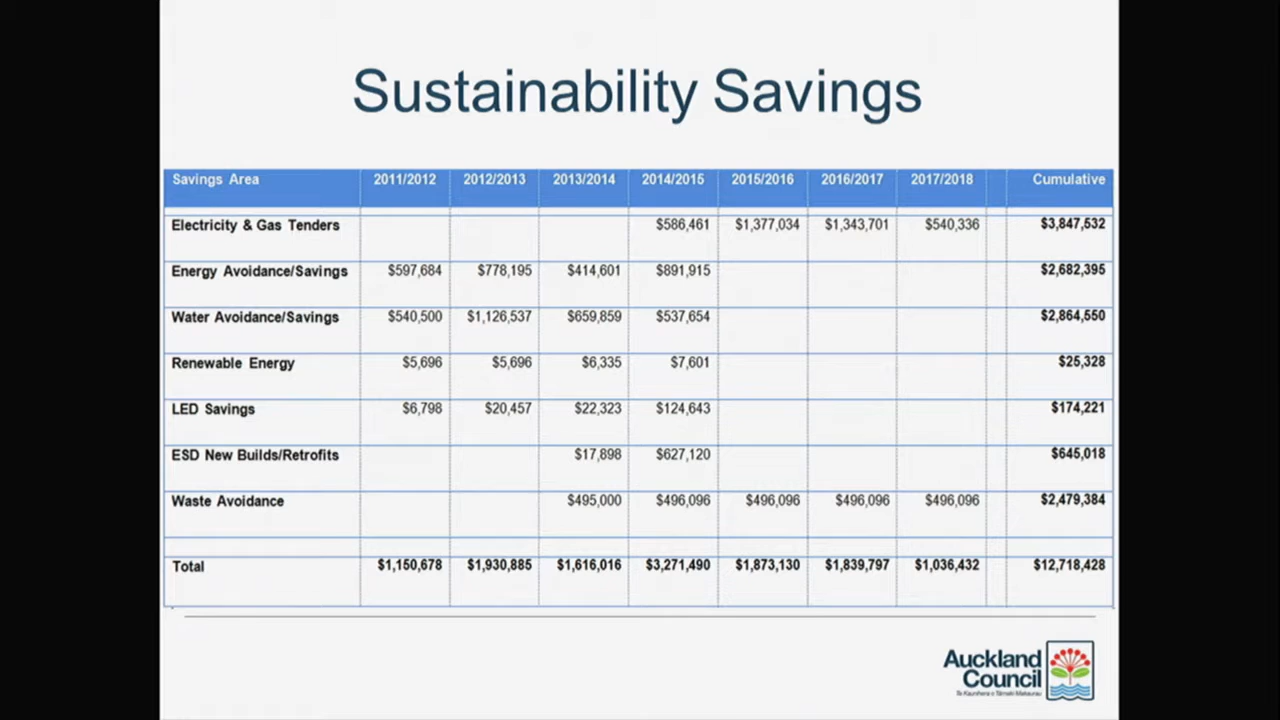 Sustainability Savings
Savings Area 2011/2012 2012/2013 2013/2014 2014/2015 2015/2016 2016/2017 2017/2018 Cumulative
Electricity & Gas Tenders $586,461 $1,377,034 $1,343,701 $540,336 $3,847,532
Energy Avoidance/Savings $597,684 $778,195 $414,601 $891,915 $2,682,395
Water Avoidance/Savings $540,500 $1,126,537 $659,859 $537,654 $2,864,550
Renewable Energy $5,696 $5,696 $6,335 $7,601 $25,328
LED Savings $6,798 $20,457 $22,323 $124,643 $174,221
ESD New Builds/Retrofits $17,898 $627,120 $645,018
Waste Avoidance $495,000 $496,096 $496,096 $496,096 $496,096 $2,479,384
Total $1,150,678 $1,930,885 $1,616,016 $3,271,490 $1,873,130 $1,839,797 $1,036,432 $12,718,428
Auckland
Council
Te Kaunihera o Tāmaki Makaurau